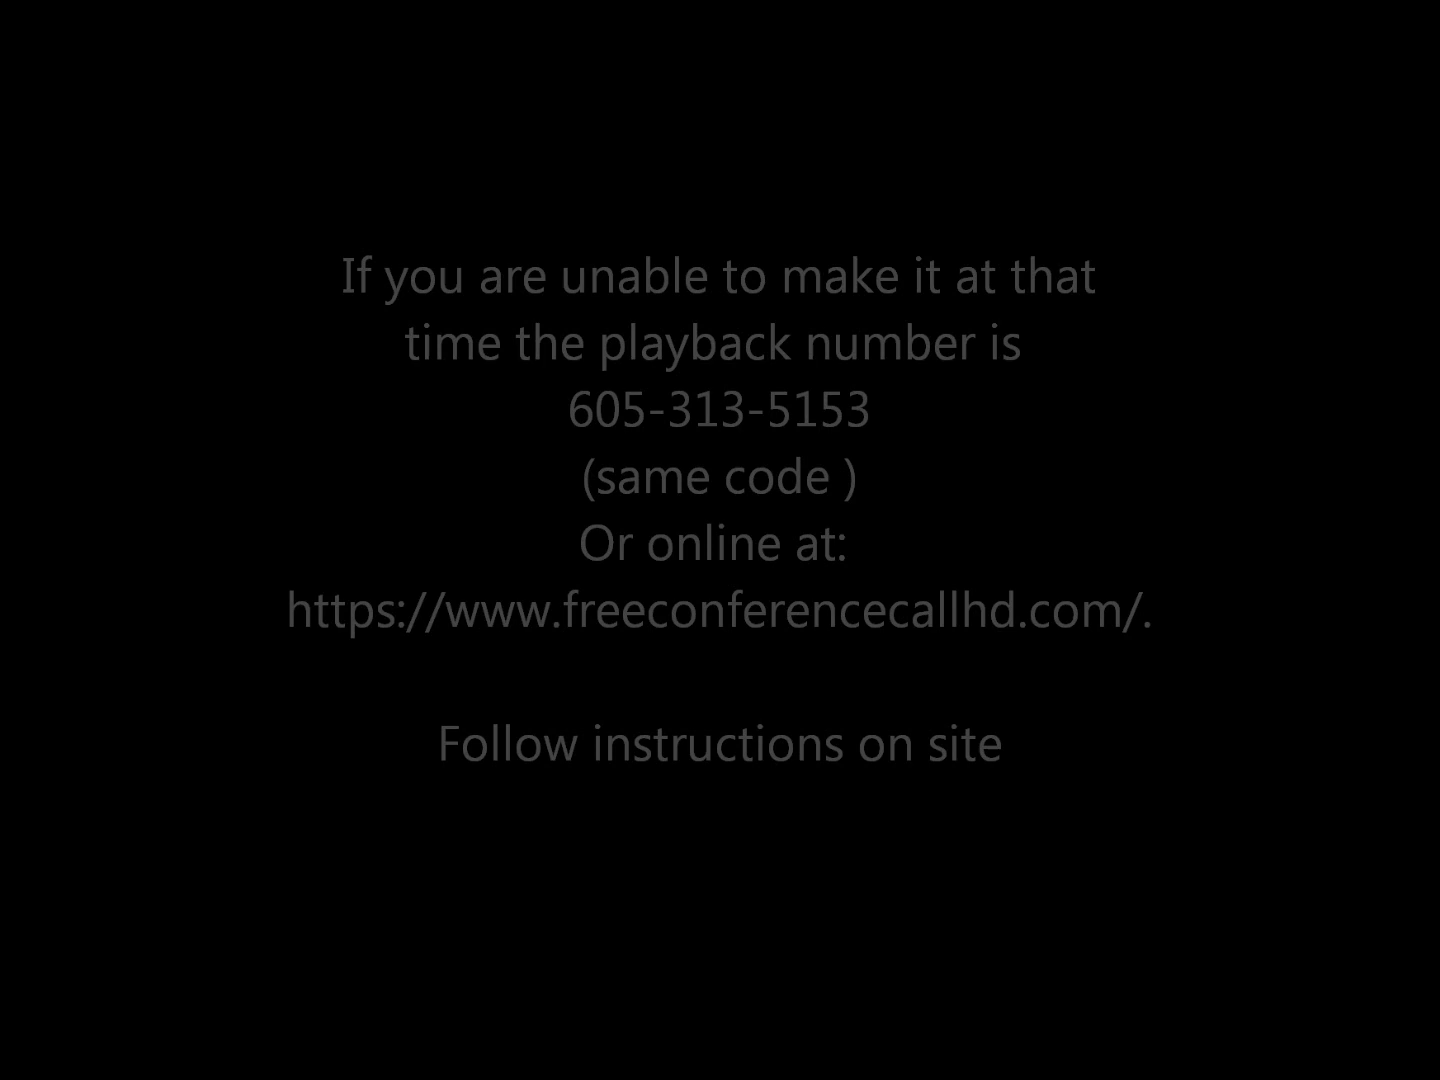 If you are unable to make it at that
time the playback number is
605-313-5153
(same code )
Or online at:
https://www.freeconferencecallhd.com/.
Follow instructions on site